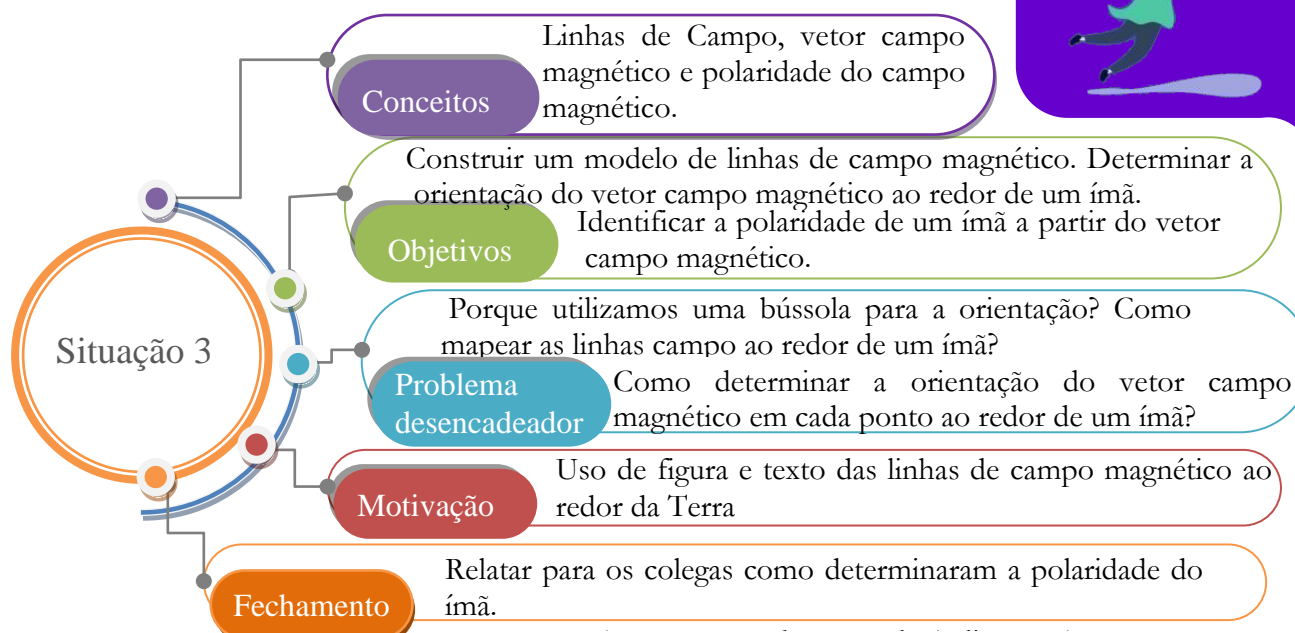 Linhas de Campo, vetor campo
magnético e polaridade do campo
magnético.
Conceitos
Construir um modelo de linhas de campo magnético. Determinar a
orientação do vetor campo magnético ao redor de um ímã.
Identificar a polaridade de um ímã a partir do vetor
campo magnético.
Objetivos
Situação 3
Porque utilizamos uma bússola para a orientação? Como
mapear as linhas campo ao redor de um ímã?
Problema
desencadeador
Como determinar a orientação do vetor campo
magnético em cada ponto ao redor de um ímã?
Motivação
Uso de figura e texto das linhas de campo magnético ao
redor da Terra
Fechamento
Relatar para os colegas como determinaram a polaridade do
ímã.